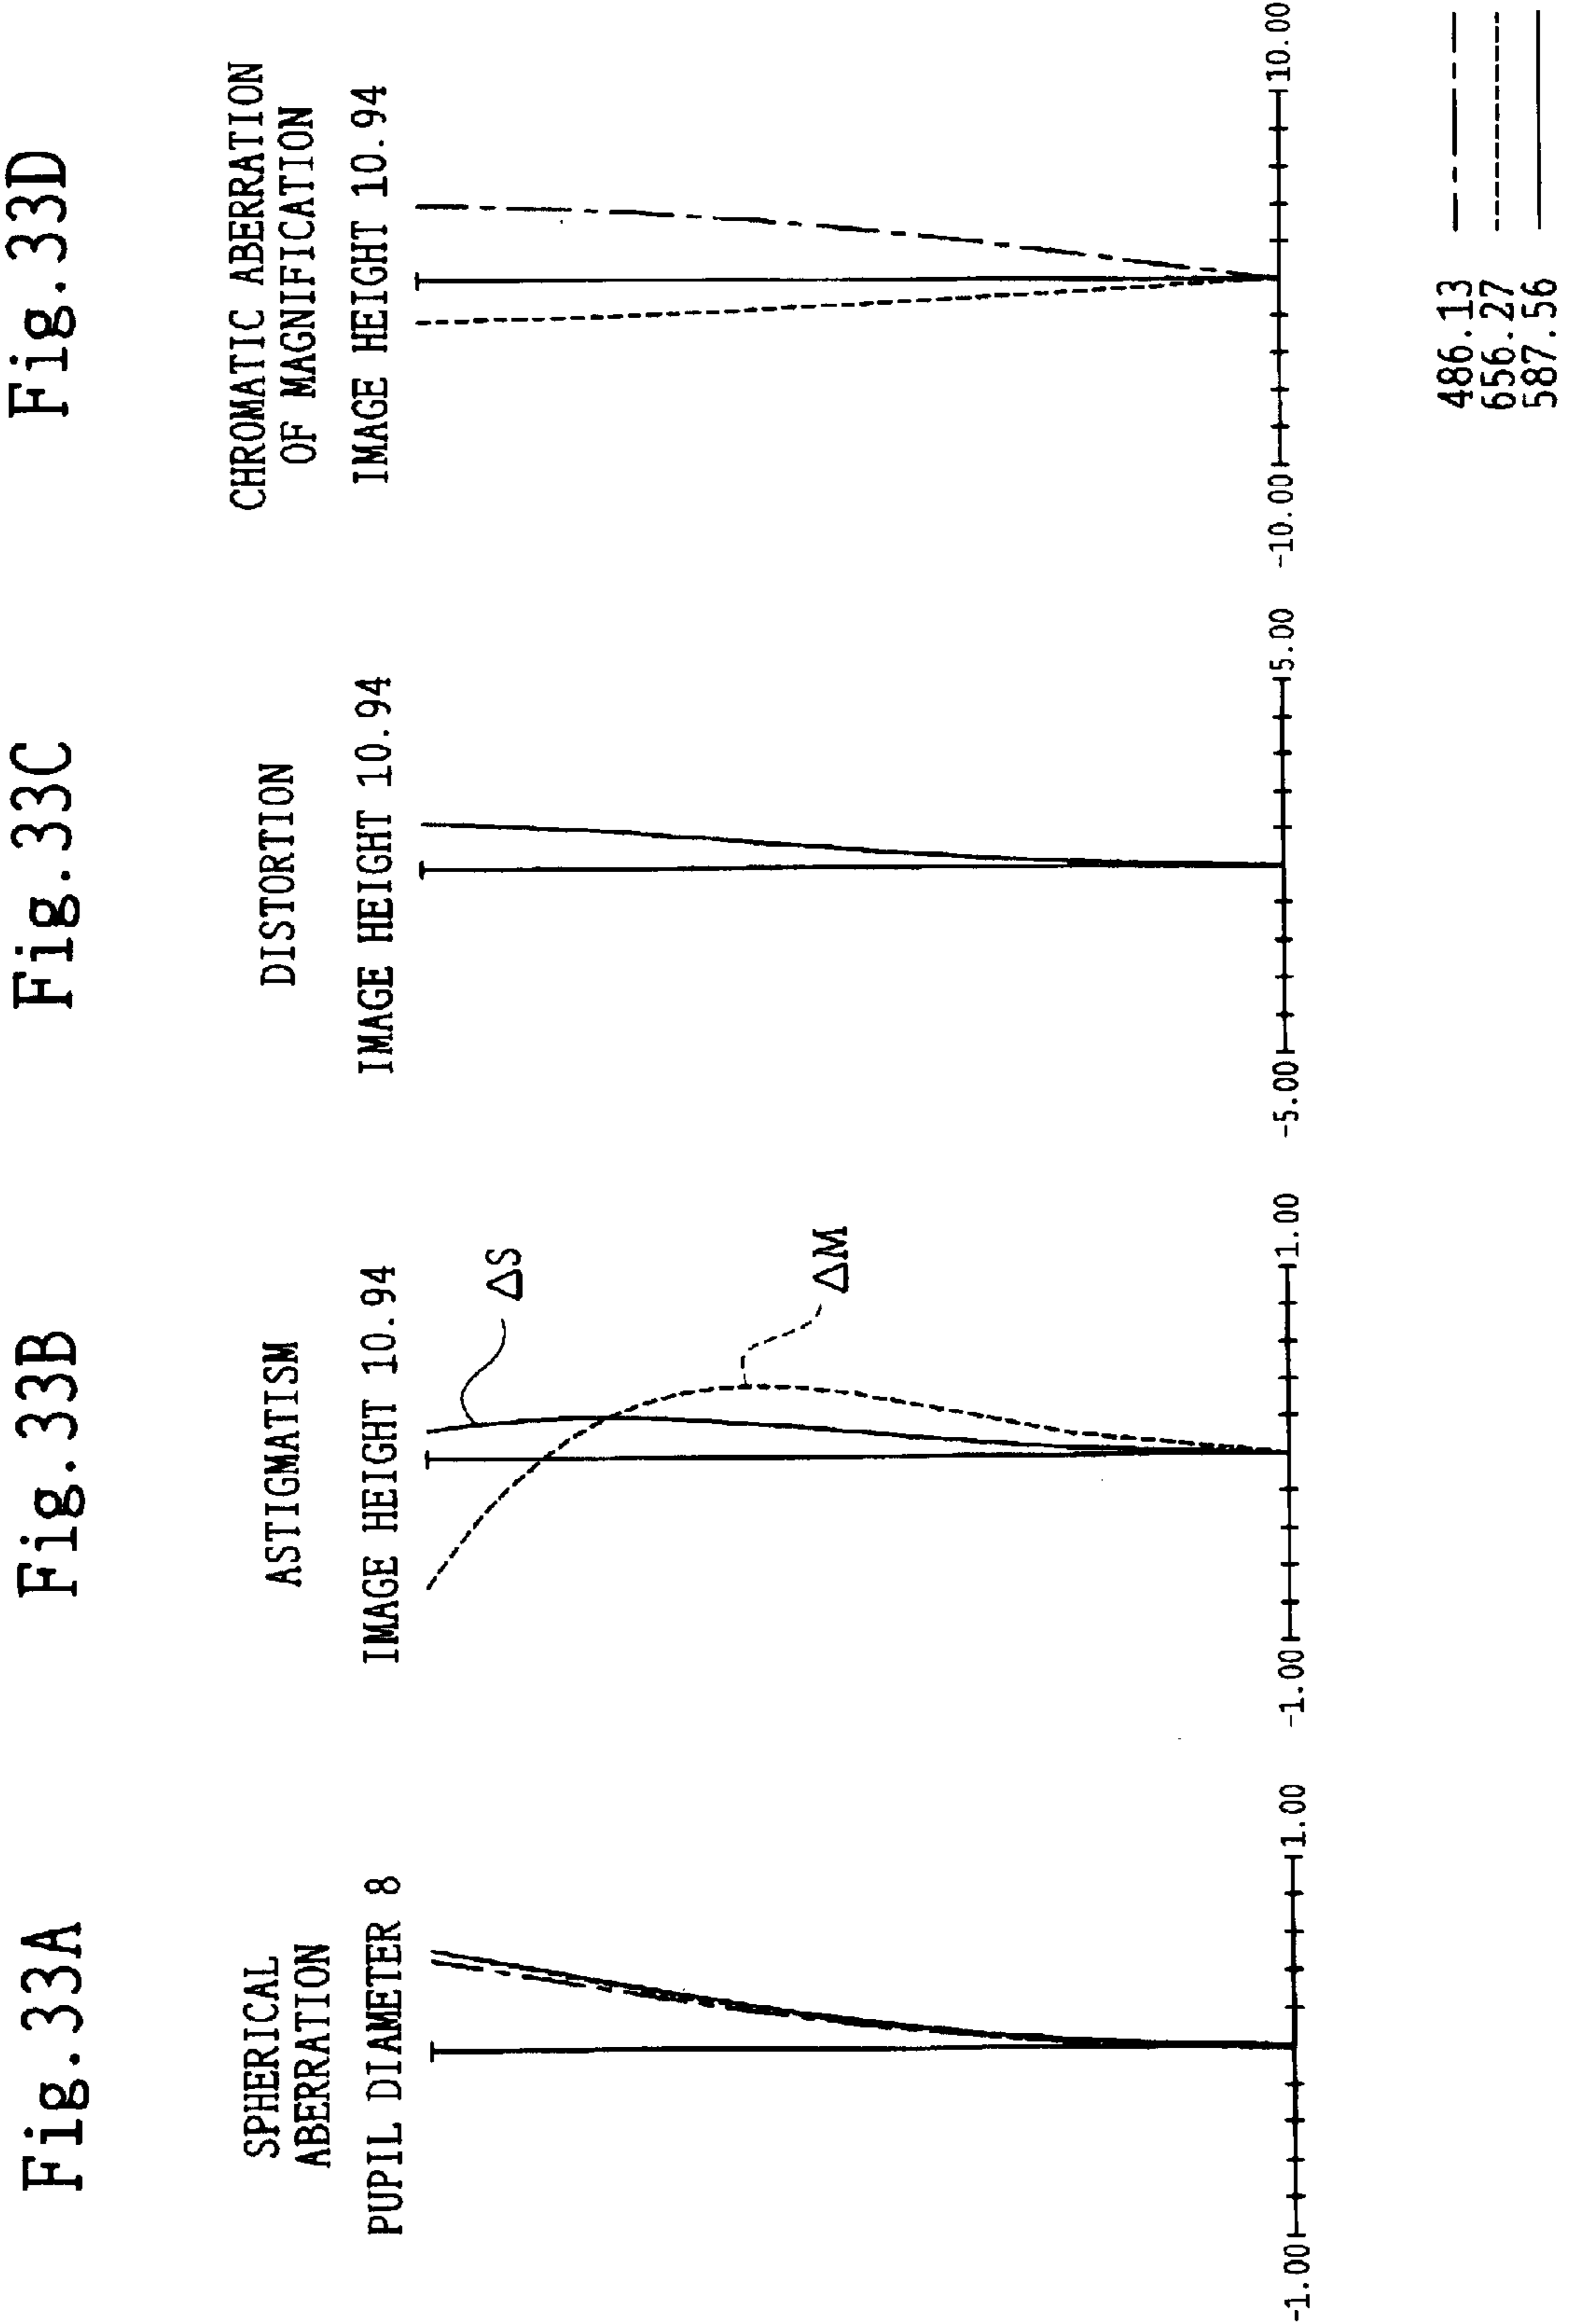 Fig.33A
SPHERICAL
ABERRATION
PUPIL DIAMETER 8
-1.00
1.00
Fig.33B
ASTIGMATISM
IMAGE HEIGHT 10.94
ΔS
ΔM
-1.00
1.00
Fig.33C
DISTORTION
IMAGE HEIGHT 10.94
-5.00
5.00
Fig.33D
CHROMATIC ABERRATION
OF MAGNIFICATION
IMAGE HEIGHT 10.94
-10.00
10.00
486.13
656.27
587.56